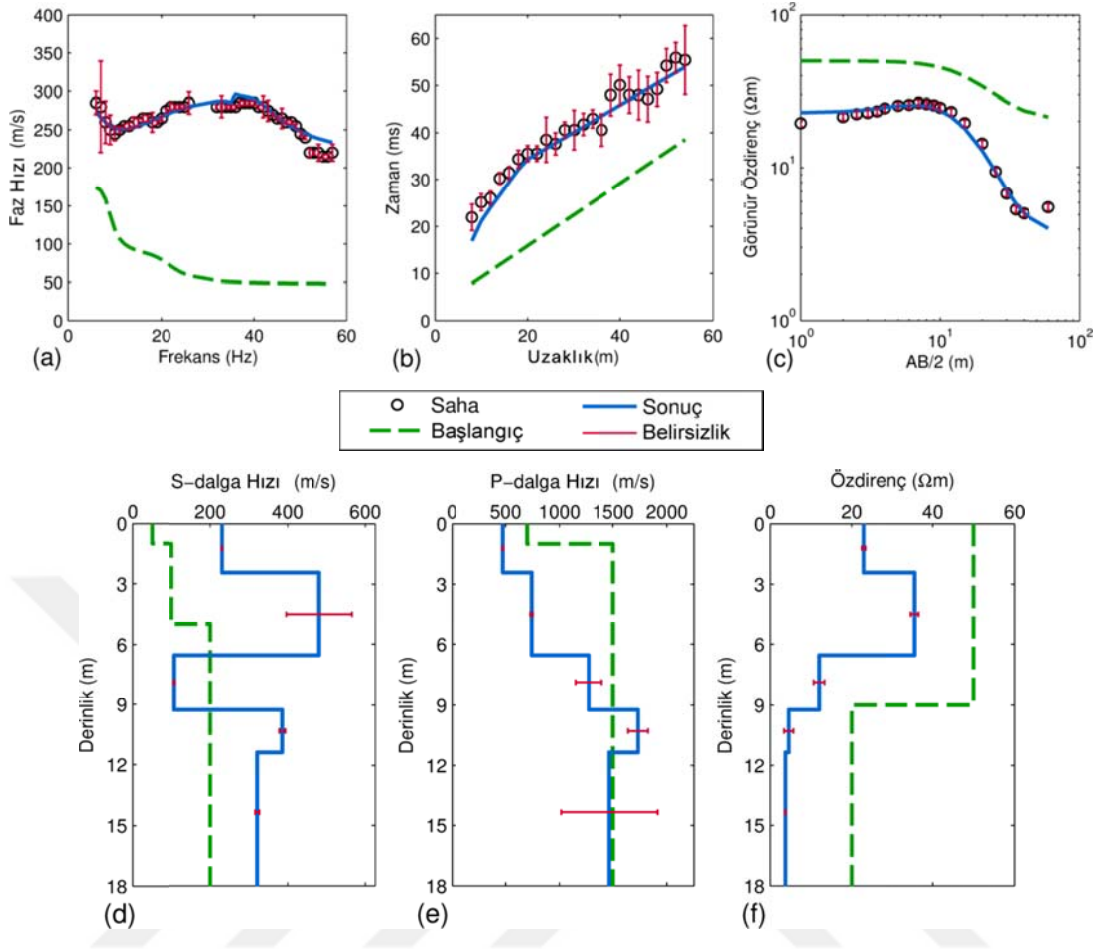 400
350
300
250
200
150
100
50
0
Faz Hızı (m/s)
0 20 40 60
Frekans (Hz)
(a)
60
50
40
30
20
10
0
Zaman (ms)
0 20 40 60
Uzaklık(m)
(b)
10²
10¹
10⁰
Görünür Özdirenç (Ωm)
10⁰ 10¹ 10²
AB/2 (m)
(c)
Saha Sonuç
Başlangıç Belirsizlik
S-dalga Hızı (m/s)
0 200 400 600
0
3
6
9
12
15
18
Derinlik (m)
(d)
P-dalga Hızı (m/s)
0 500 1000 1500 2000
0
3
6
9
12
15
18
Derinlik (m)
(e)
Özdirenç (Ωm)
0 20 40 60
0
3
6
9
12
15
18
Derinlik (m)
(f)